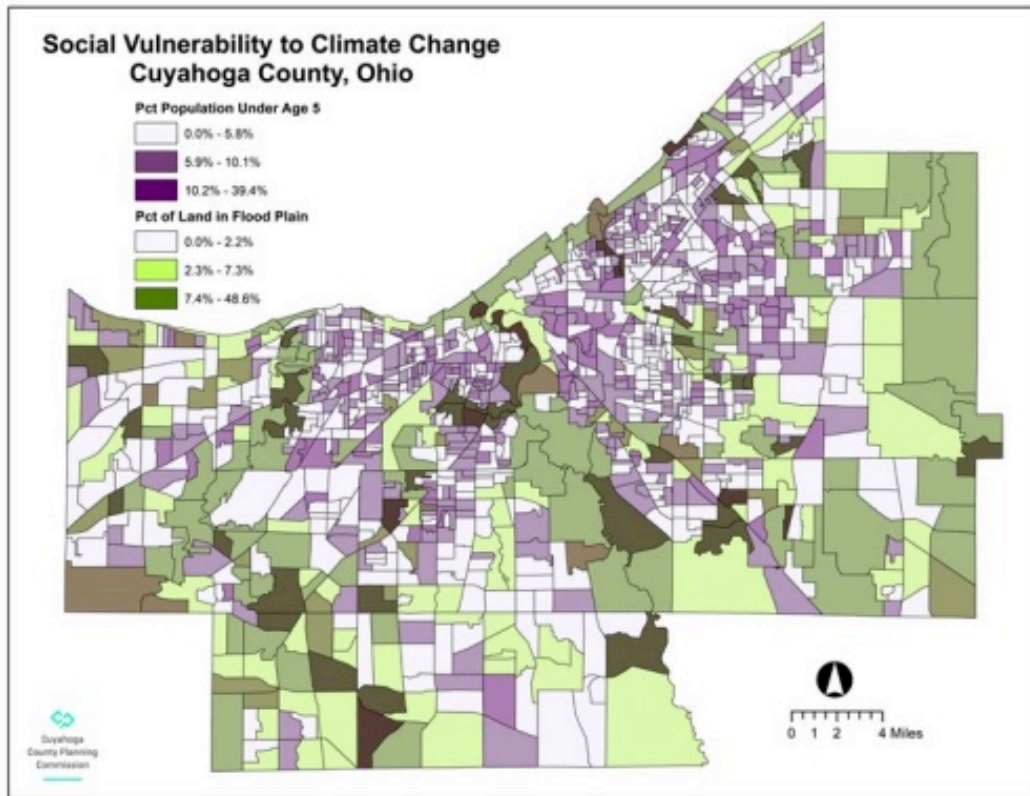 Social Vulnerability to Climate Change
Cuyahoga County, Ohio
Pct Population Under Age 5
0.0% - 5.8%
5.9% - 10.1%
10.2% - 39.4%
Pct of Land in Flood Plain
0.0% - 2.2%
2.3% - 7.3%
7.4% - 48.6%
0 1 2 4 Miles
Cuyahoga
County Planning
Commission